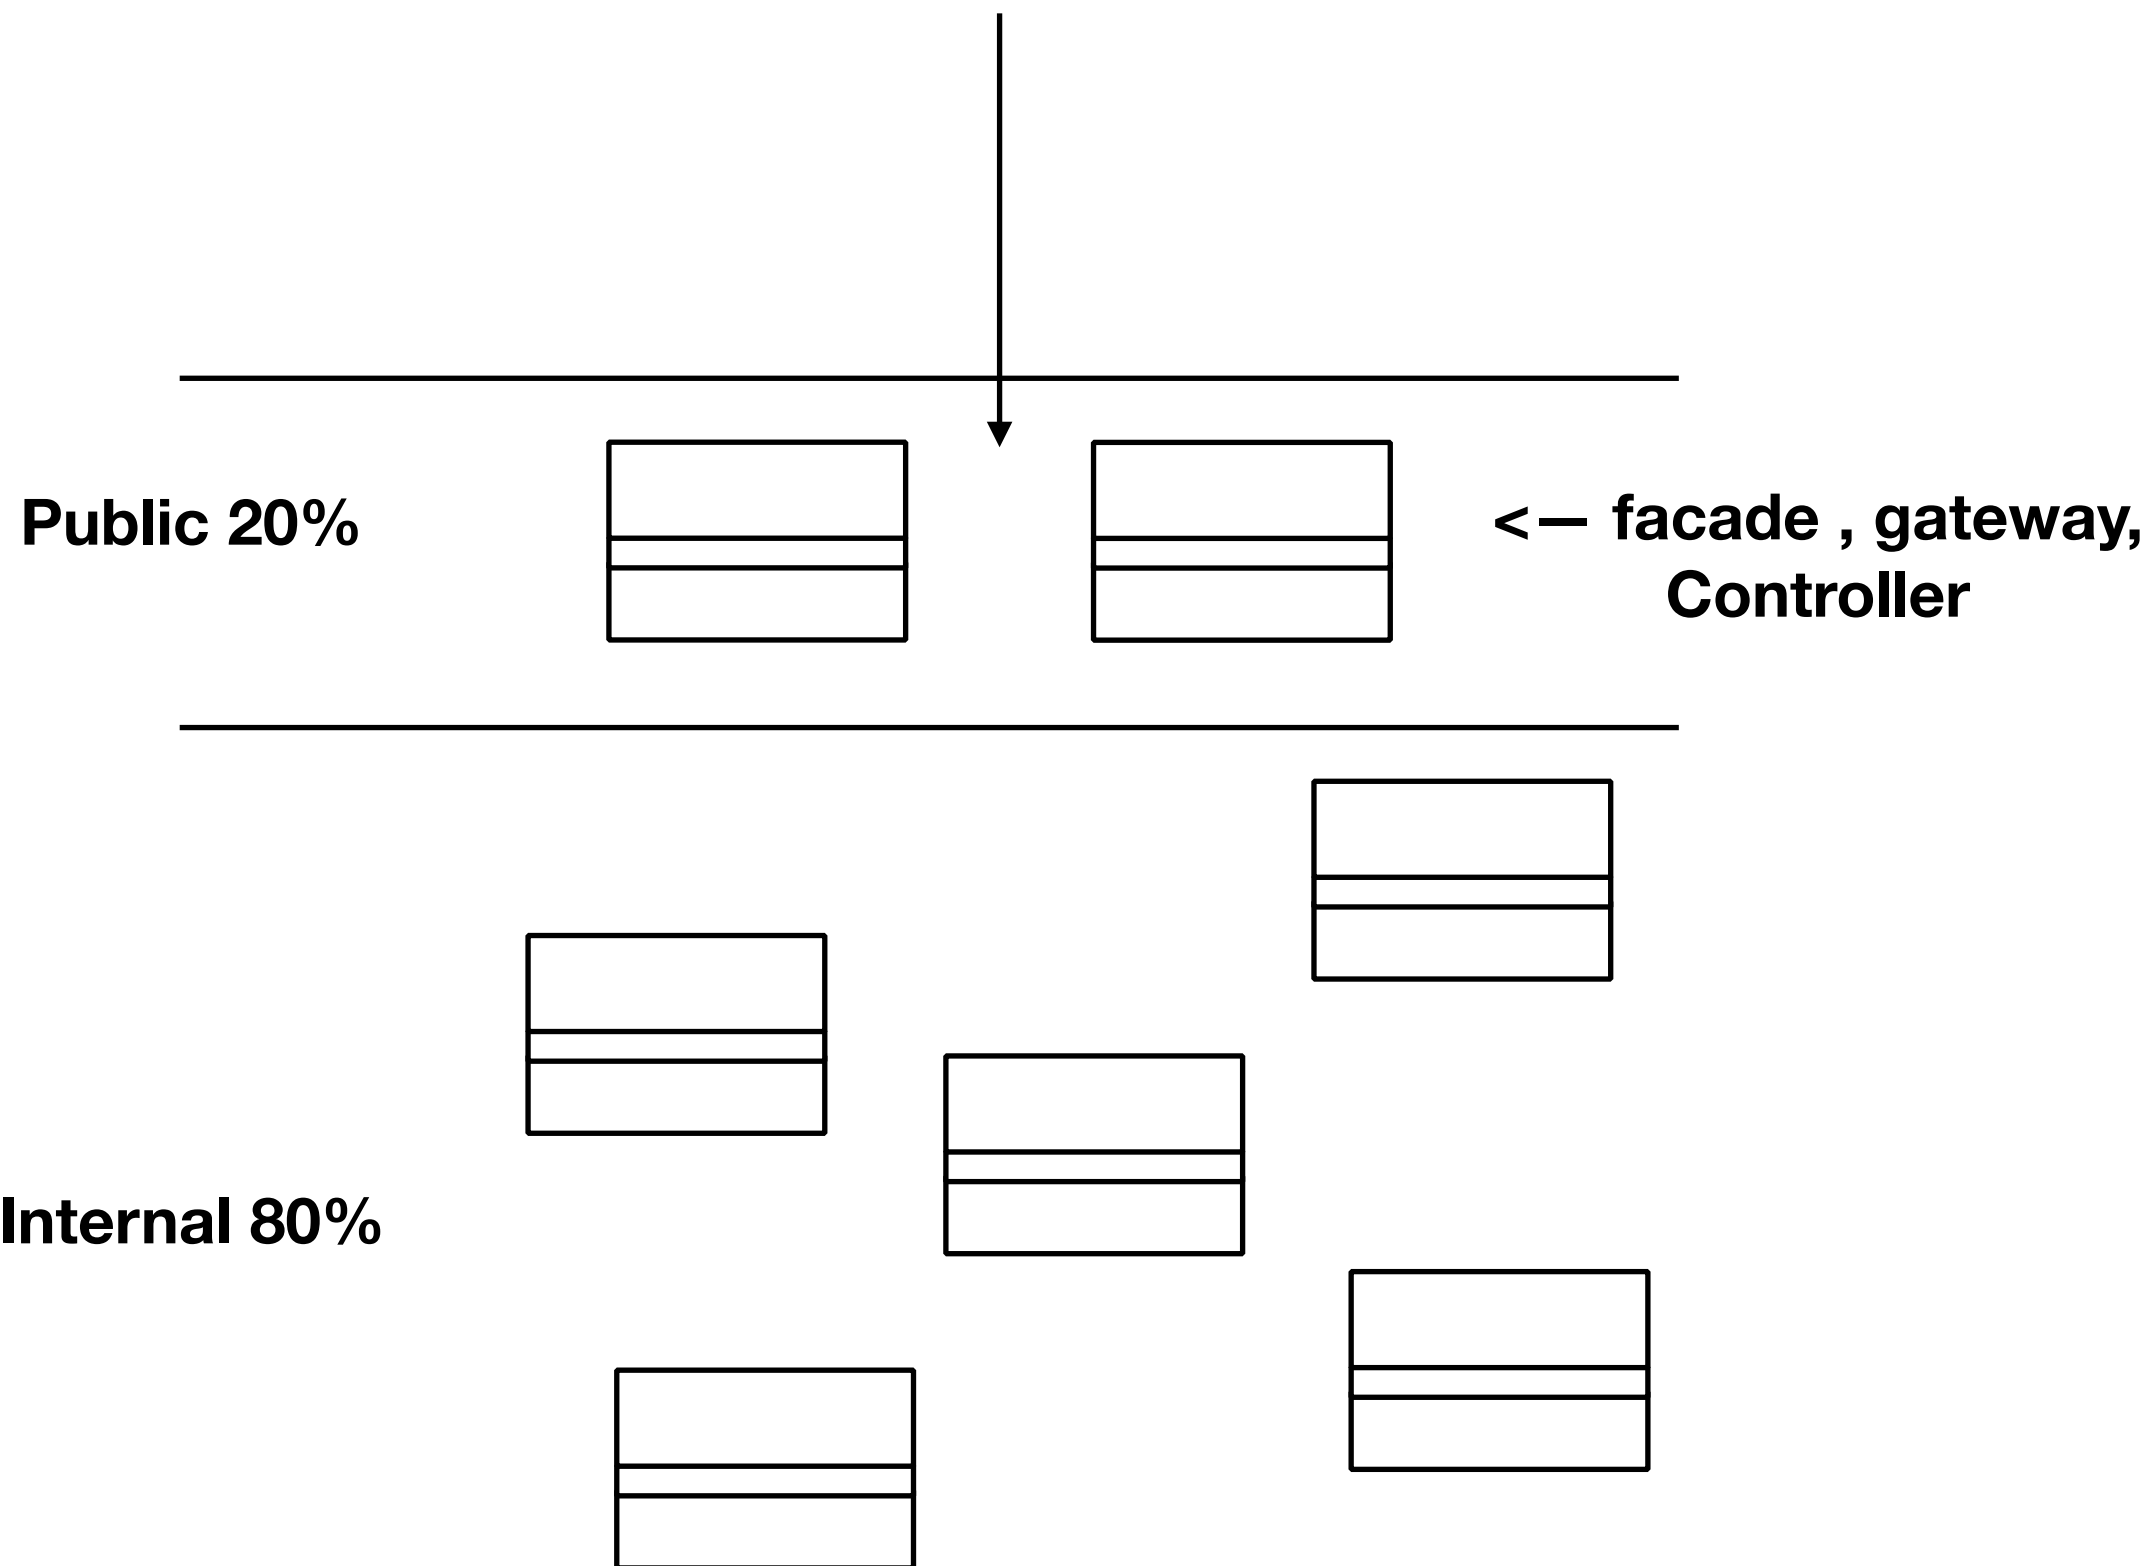 Public 20%
<— facade , gateway,
Controller
Internal 80%